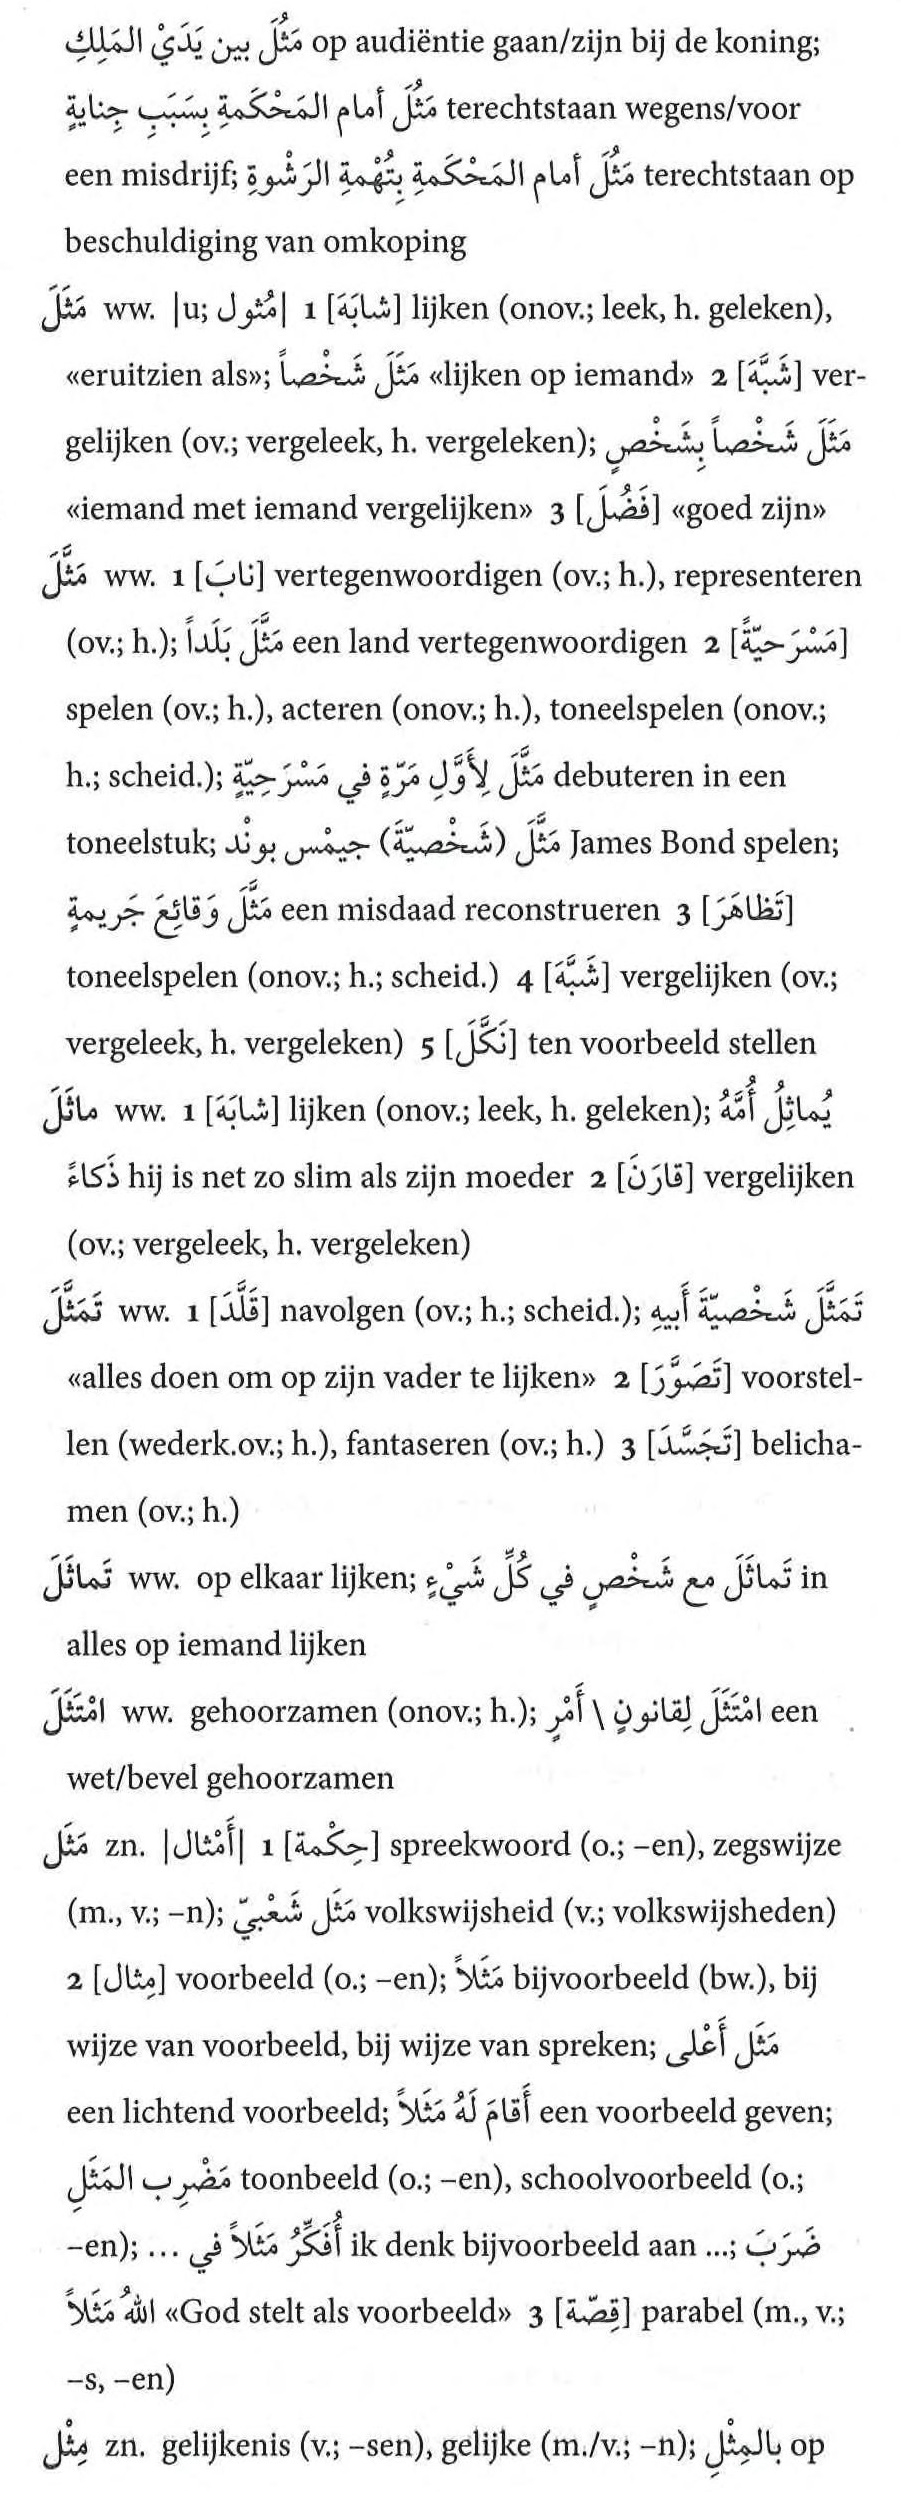 مَثُلَ بين يَدَيْ المَلِكِ op audiëntie gaan/zijn bij de koning;
مَثُلَ أمام المَحْكَمةِ بِسَبَبِ جِنايةٍ terechtstaan wegens/voor
een misdrijf; مَثُلَ أمام المَحْكَمةِ بِتُهْمةِ الرَشْوةِ terechtstaan op
beschuldiging van omkoping
مَثَلَ ww. |u; مُثول| 1 [شابَهَ] lijken (onov.; leek, h. geleken),
«eruitzien als»; مَثَلَ شَخْصاً «lijken op iemand» 2 [شَبَّهَ] ver-
gelijken (ov.; vergeleek, h. vergeleken); مَثَلَ شَخْصاً بِشَخْصٍ
«iemand met iemand vergelijken» 3 [فَضُلَ] «goed zijn»
مَثَّلَ ww. 1 [نابَ] vertegenwoordigen (ov.; h.), representeren
(ov.; h.); مَثَّلَ بَلَداً een land vertegenwoordigen 2 [مَسْرَحيّةً]
spelen (ov.; h.), acteren (onov.; h.), toneelspelen (onov.;
h.; scheid.); مَثَّلَ لِأَوَّلِ مَرّةٍ في مَسْرَحِيّةٍ debuteren in een
toneelstuk; مَثَّلَ (شَخْصيّةَ) جيمْس بونْد James Bond spelen;
مَثَّلَ وَقائِعَ جَريمةٍ een misdaad reconstrueren 3 [تَظاهَرَ]
toneelspelen (onov.; h.; scheid.) 4 [شَبَّهَ] vergelijken (ov.;
vergeleek, h. vergeleken) 5 [نَكَّلَ] ten voorbeeld stellen
ماثَلَ ww. 1 [شابَهَ] lijken (onov.; leek, h. geleken); يُماثِلُ أُمَّهُ
ذَكاءً hij is net zo slim als zijn moeder 2 [قارَنَ] vergelijken
(ov.; vergeleek, h. vergeleken)
تَمَثَّلَ ww. 1 [قَلَّدَ] navolgen (ov.; h.; scheid.); تَمَثَّلَ شَخْصيّةَ أَبيهِ
«alles doen om op zijn vader te lijken» 2 [تَصَوَّرَ] voorstel-
len (wederk.ov.; h.), fantaseren (ov.; h.) 3 [تَجَسَّدَ] belicha-
men (ov.; h.)
تَماثَلَ ww. op elkaar lijken; تَماثَلَ مع شَخْصٍ في كُلِّ شَيْءٍ in
alles op iemand lijken
امْتَثَلَ ww. gehoorzamen (onov.; h.); امْتَثَلَ لِقانونٍ \ أَمْرٍ een
wet/bevel gehoorzamen
مَثَل zn. |أَمْثال| 1 [حِكْمة] spreekwoord (o.; –en), zegswijze
(m., v.; –n); مَثَل شَعْبيّ volkswijsheid (v.; volkswijsheden)
2 [مِثال] voorbeeld (o.; –en); مَثَلاً bijvoorbeeld (bw.), bij
wijze van voorbeeld, bij wijze van spreken; مَثَل أَعْلى
een lichtend voorbeeld; أَقامَ لَهُ مَثَلاً een voorbeeld geven;
مَضْرِب المَثَلِ toonbeeld (o.; –en), schoolvoorbeeld (o.;
–en); أُفَكِّرُ مَثَلاً في ... ik denk bijvoorbeeld aan ...; ضَرَبَ
اللهُ مَثَلاً «God stelt als voorbeeld» 3 [قِصّة] parabel (m., v.;
–s, –en)
مِثْل zn. gelijkenis (v.; –sen), gelijke (m./v.; –n); بالمِثْلِ op